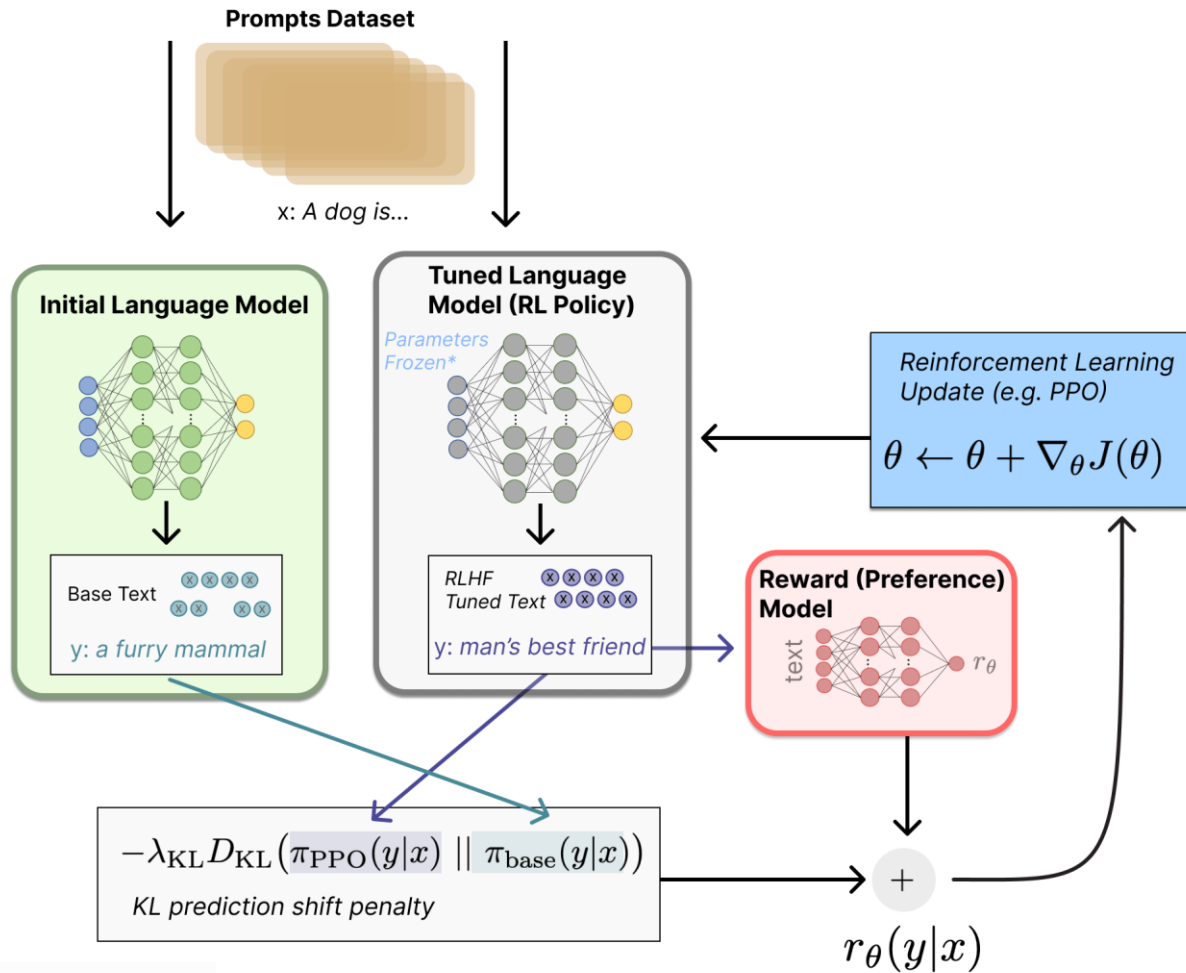 Prompts Dataset
x: A dog is...
Initial Language Model
Tuned Language
Model (RL Policy)
Parameters
Frozen*
Reinforcement Learning
Update (e.g. PPO)
θ ← θ + ∇θJ(θ)
Base Text
x x x x
x x x x
y: a furry mammal
RLHF
Tuned Text
x x x x
x x x x
y: man's best friend
Reward (Preference)
Model
text
rθ
−λKL DKL(πPPO(y|x) || πbase(y|x))
KL prediction shift penalty
+
rθ(y|x)